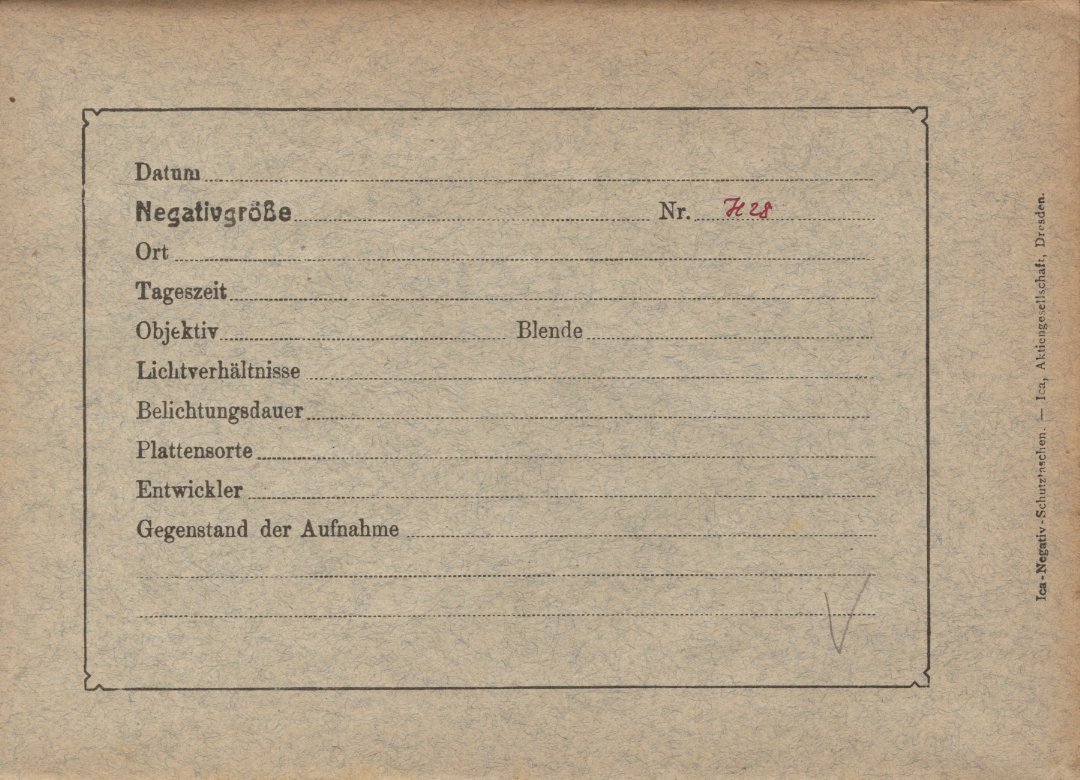 Datum
Negativgröße Nr. H 28
Ort
Tageszeit
Objektiv Blende
Lichtverhältnisse
Belichtungsdauer
Plattensorte
Entwickler
Gegenstand der Aufnahme
Ica-Negativ-Schutztaschen. — Ica, Aktiengesellschaft, Dresden.